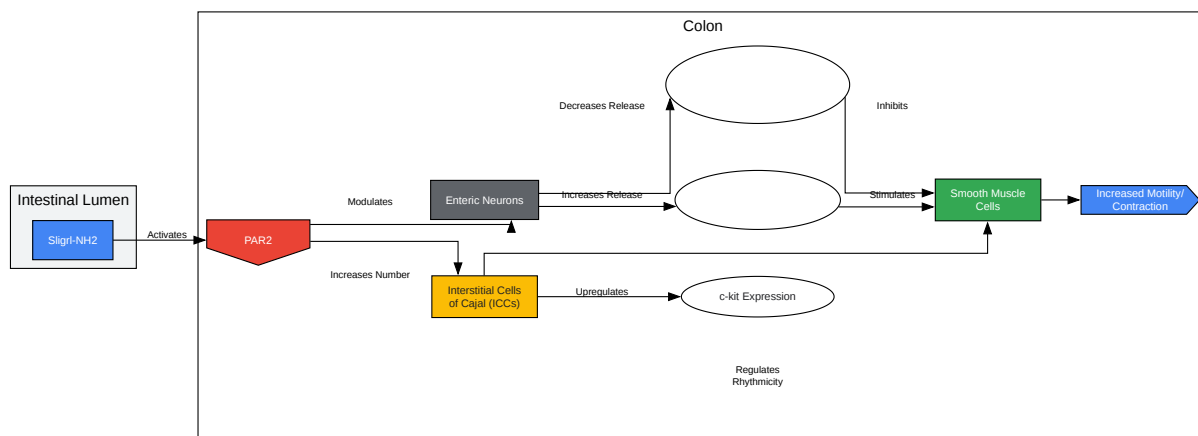 Colon
Decreases Release
Inhibits
Intestinal Lumen
Sligrl-NH2
Activates
PAR2
Modulates
Enteric Neurons
Increases Release
Stimulates
Smooth Muscle
Cells
Increased Motility/
Contraction
Increases Number
Interstitial Cells
of Cajal (ICCs)
Upregulates
c-kit Expression
Regulates
Rhythmicity